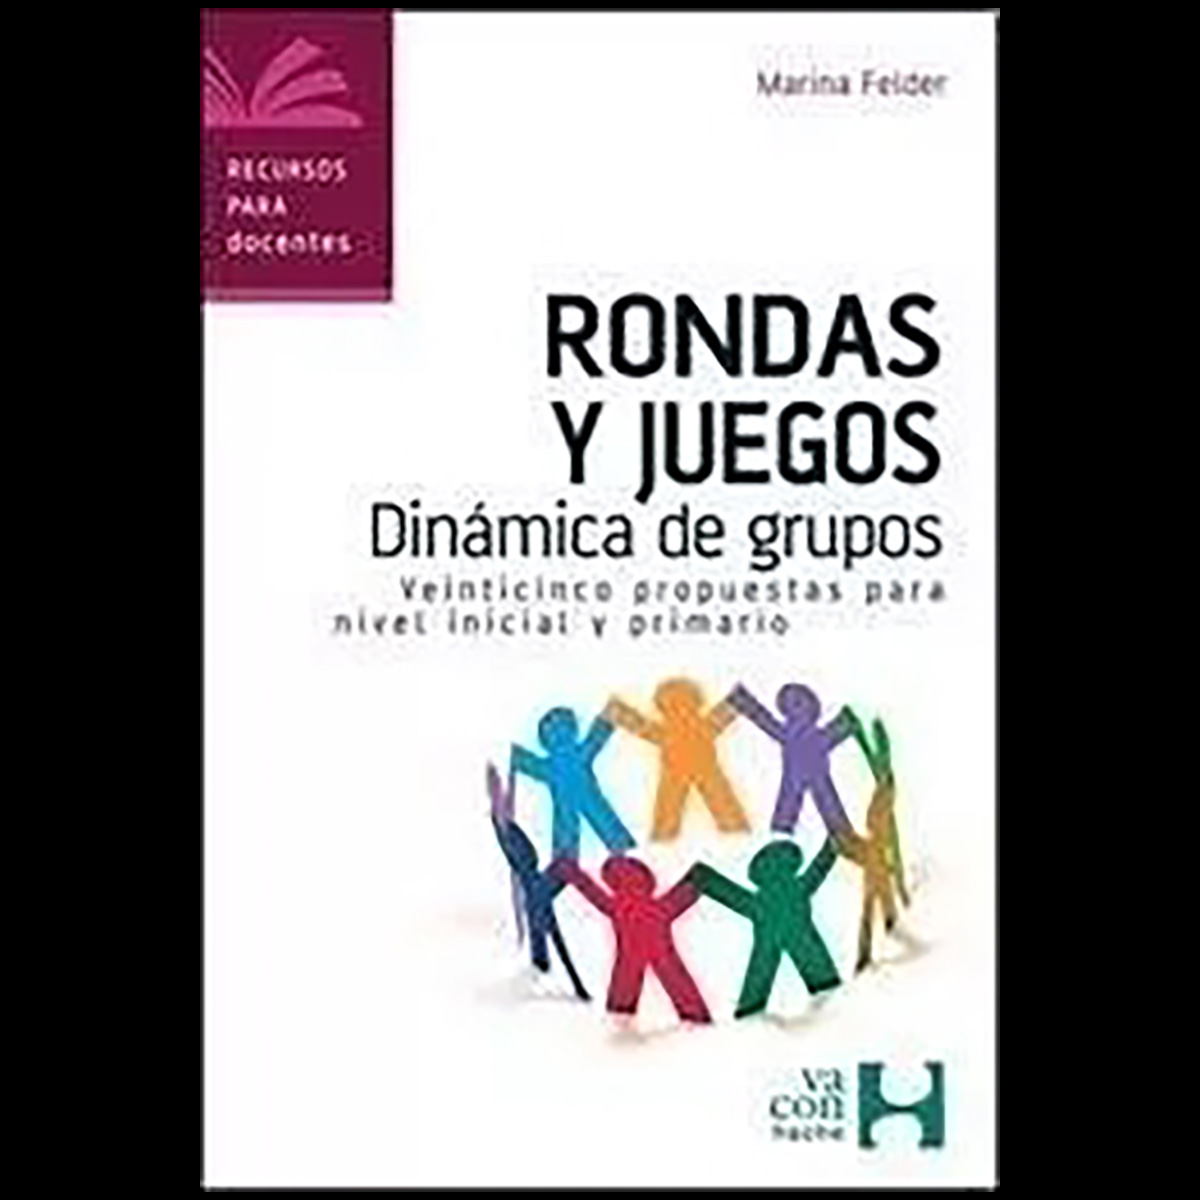 Marina Felder
RECURSOS
PARA
docentes
RONDAS
Y JUEGOS
Dinámica de grupos
Veinticinco propuestas para
nivel inicial y primario
va
con
hache